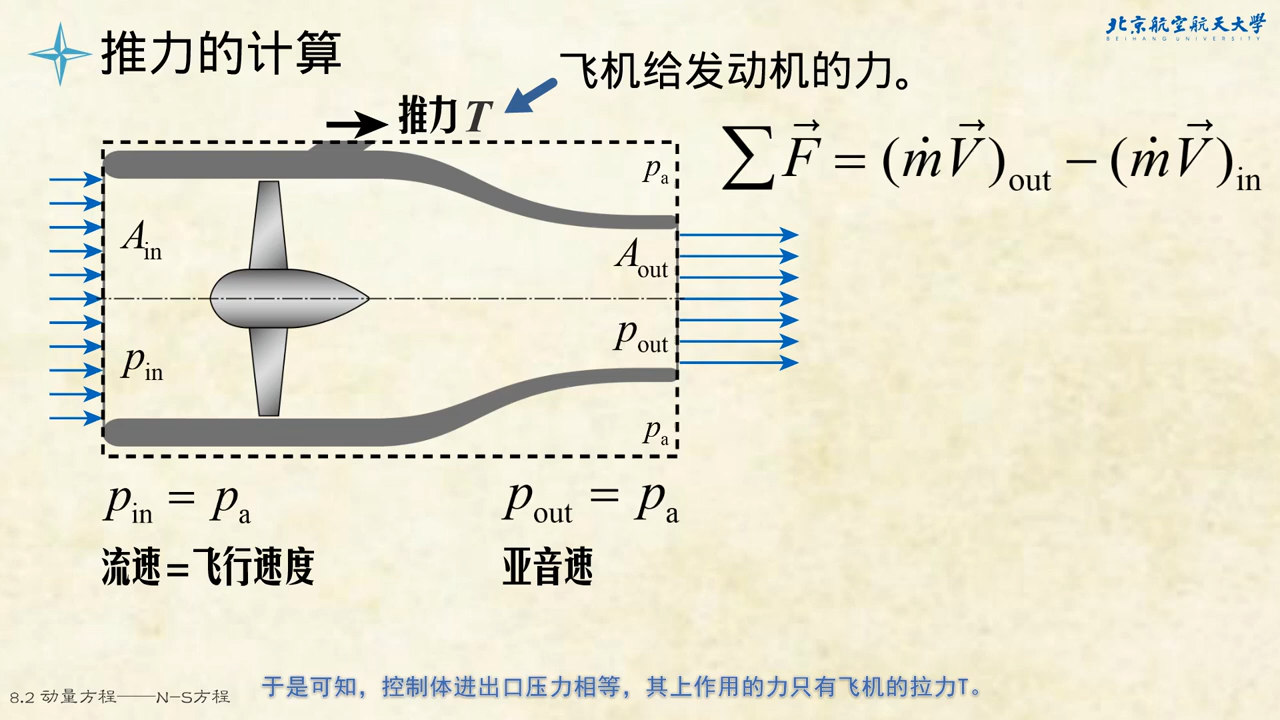 推力的计算
北京航空航天大學
BEIHANG UNIVERSITY
飞机给发动机的力。
推力 T
∑F⃗ = (ṁV⃗)out − (ṁV⃗)in
pa
Ain
Aout
pin
pout
pa
pin = pa
pout = pa
流速=飞行速度
亚音速
于是可知，控制体进出口压力相等，其上作用的力只有飞机的拉力T。
8.2 动量方程——N-S方程